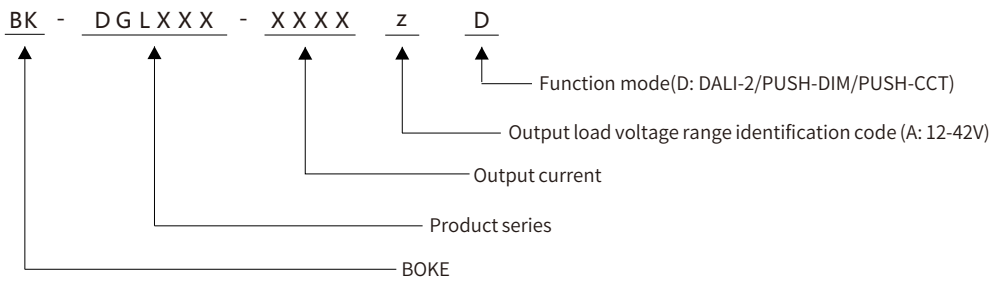 BK - DGLXXX - XXXX z D
Function mode(D: DALI-2/PUSH-DIM/PUSH-CCT)
Output load voltage range identification code (A: 12-42V)
Output current
Product series
BOKE